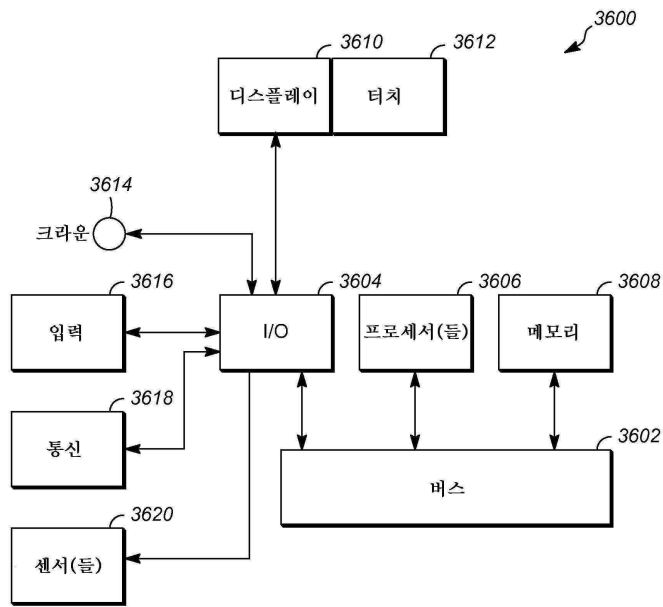 3600
3610
3612
디스플레이
터치
3614
크라운
3616
3604
3606
3608
입력
I/O
프로세서(들)
메모리
3618
통신
3602
버스
3620
센서(들)